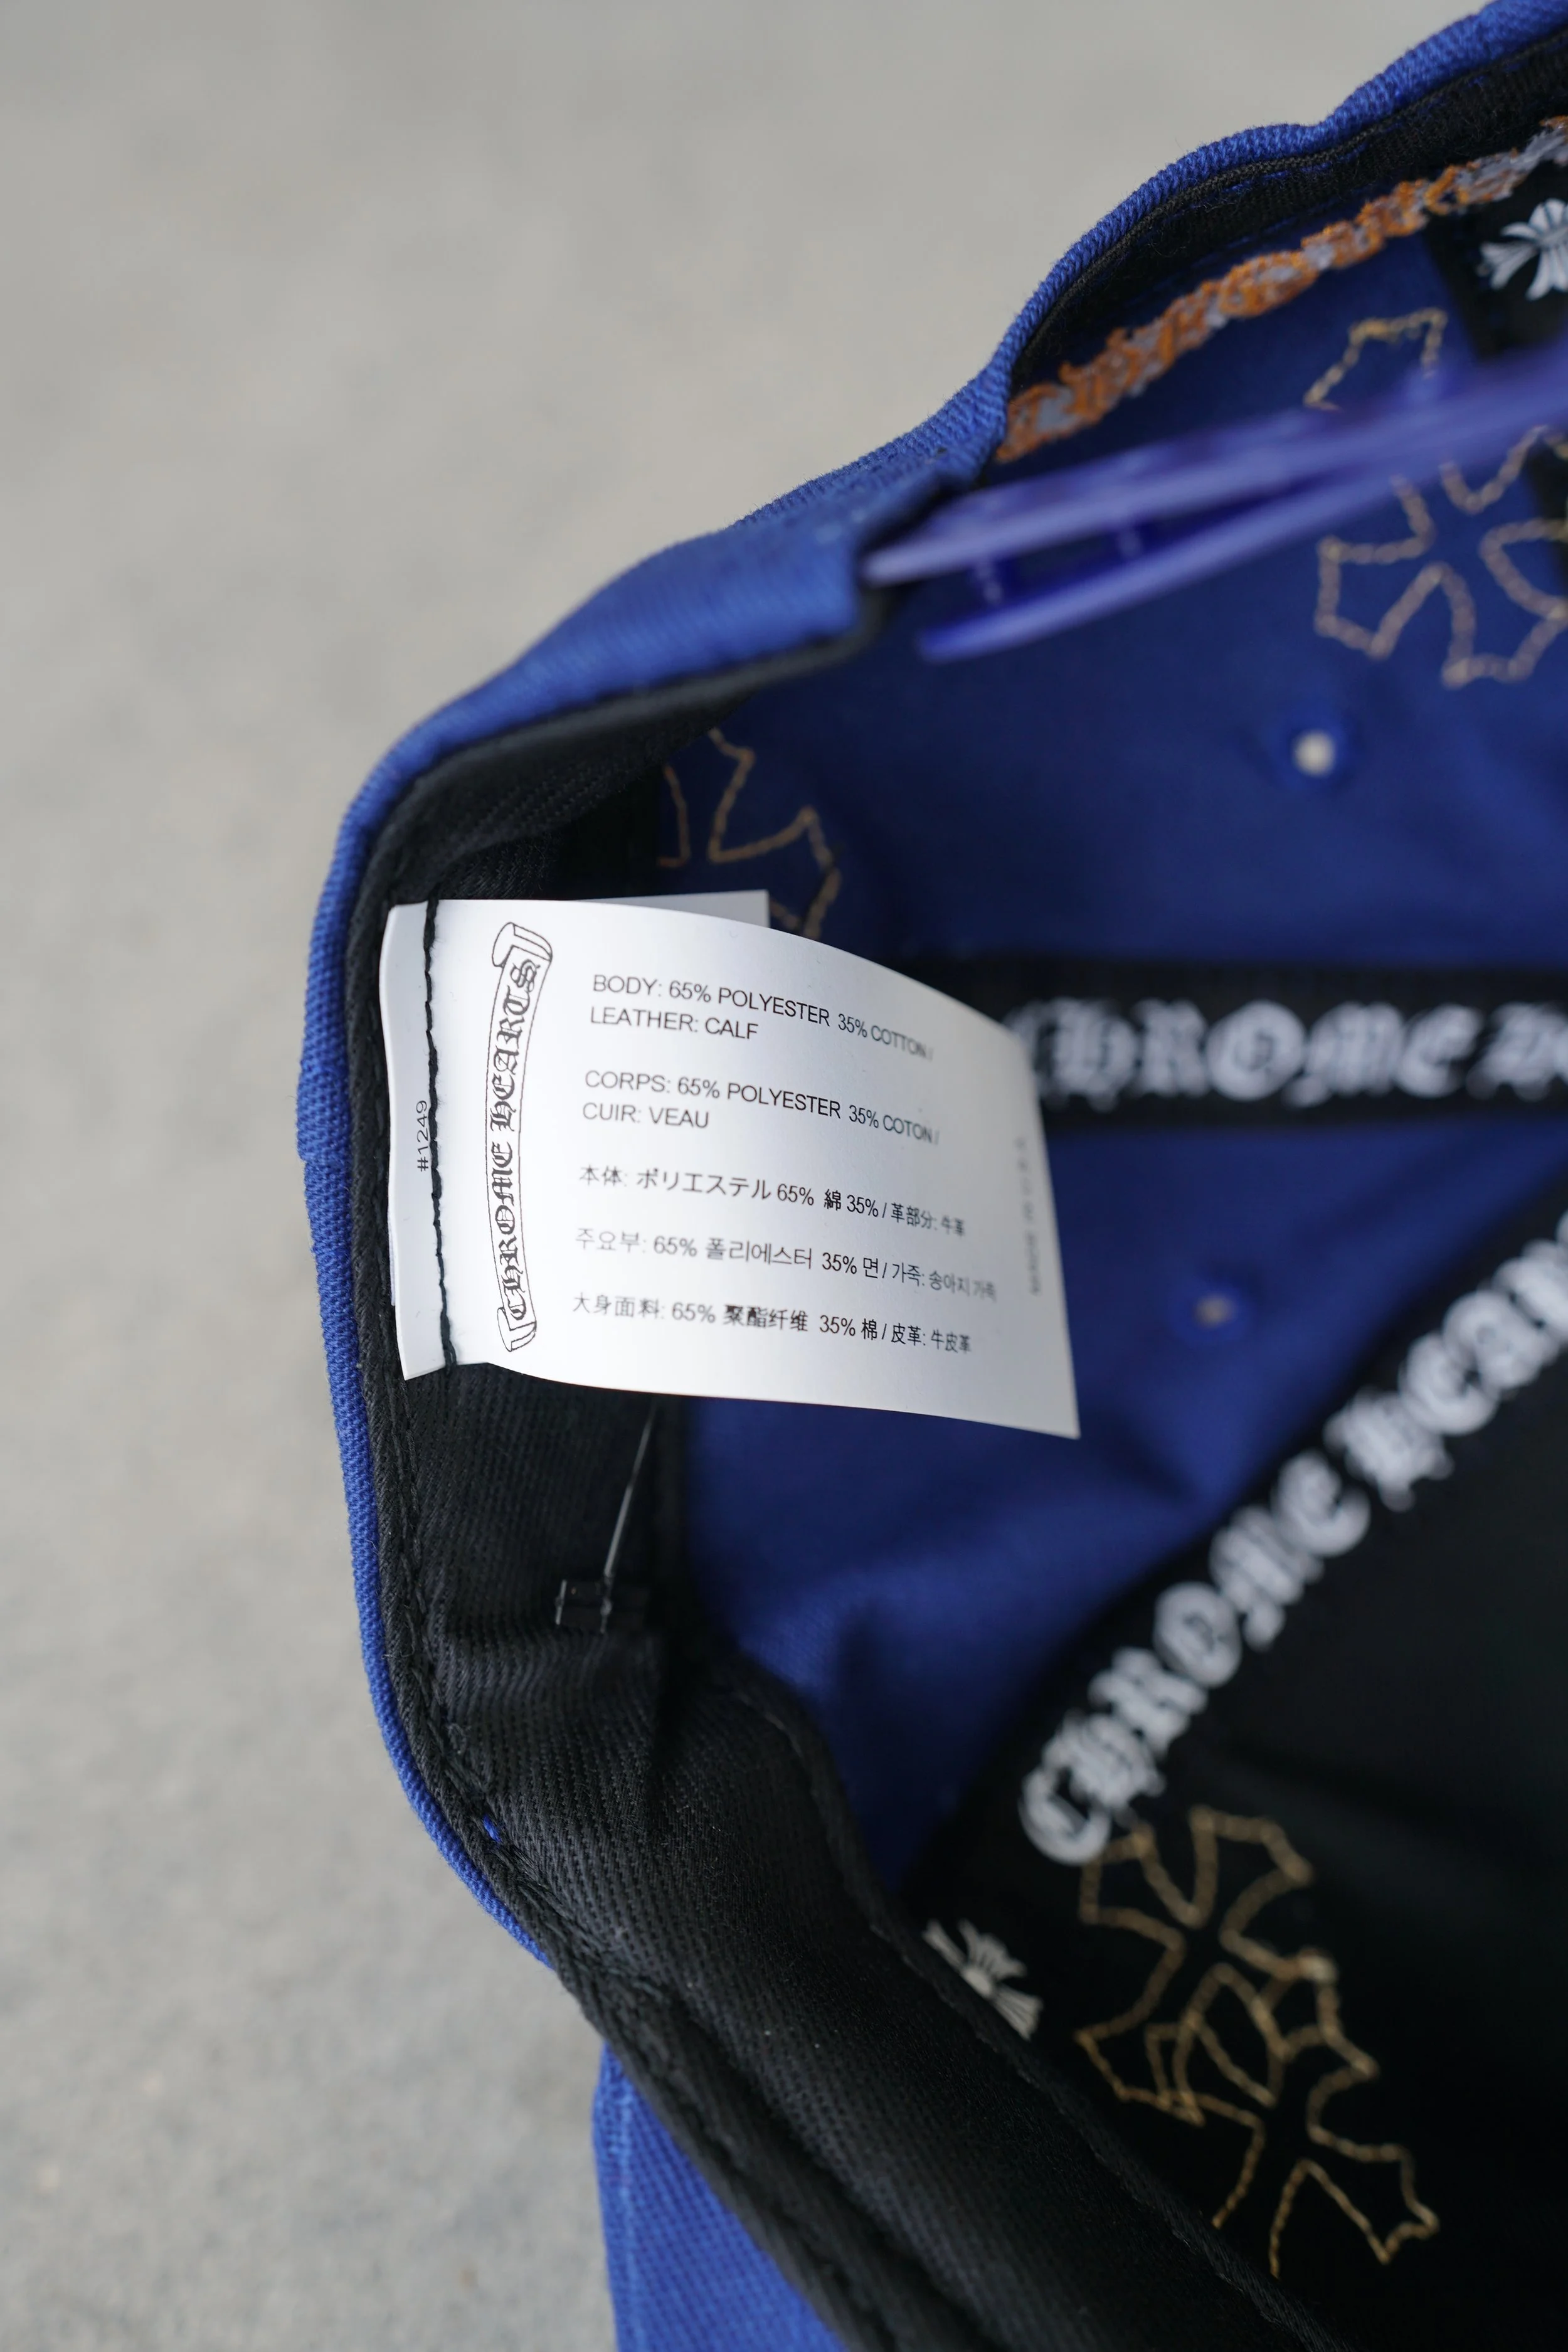 CHROME HEARTS
#1249
BODY: 65% POLYESTER 35% COTTON /
LEATHER: CALF
CORPS: 65% POLYESTER 35% COTON /
CUIR: VEAU
本体: ポリエステル 65% 綿 35% / 革部分: 牛革
주요부: 65% 폴리에스터 35% 면 / 가죽: 송아지 가죽
大身面料: 65% 聚酯纤维 35% 棉 / 皮革: 牛皮革
CHROME
CHROME HEAR